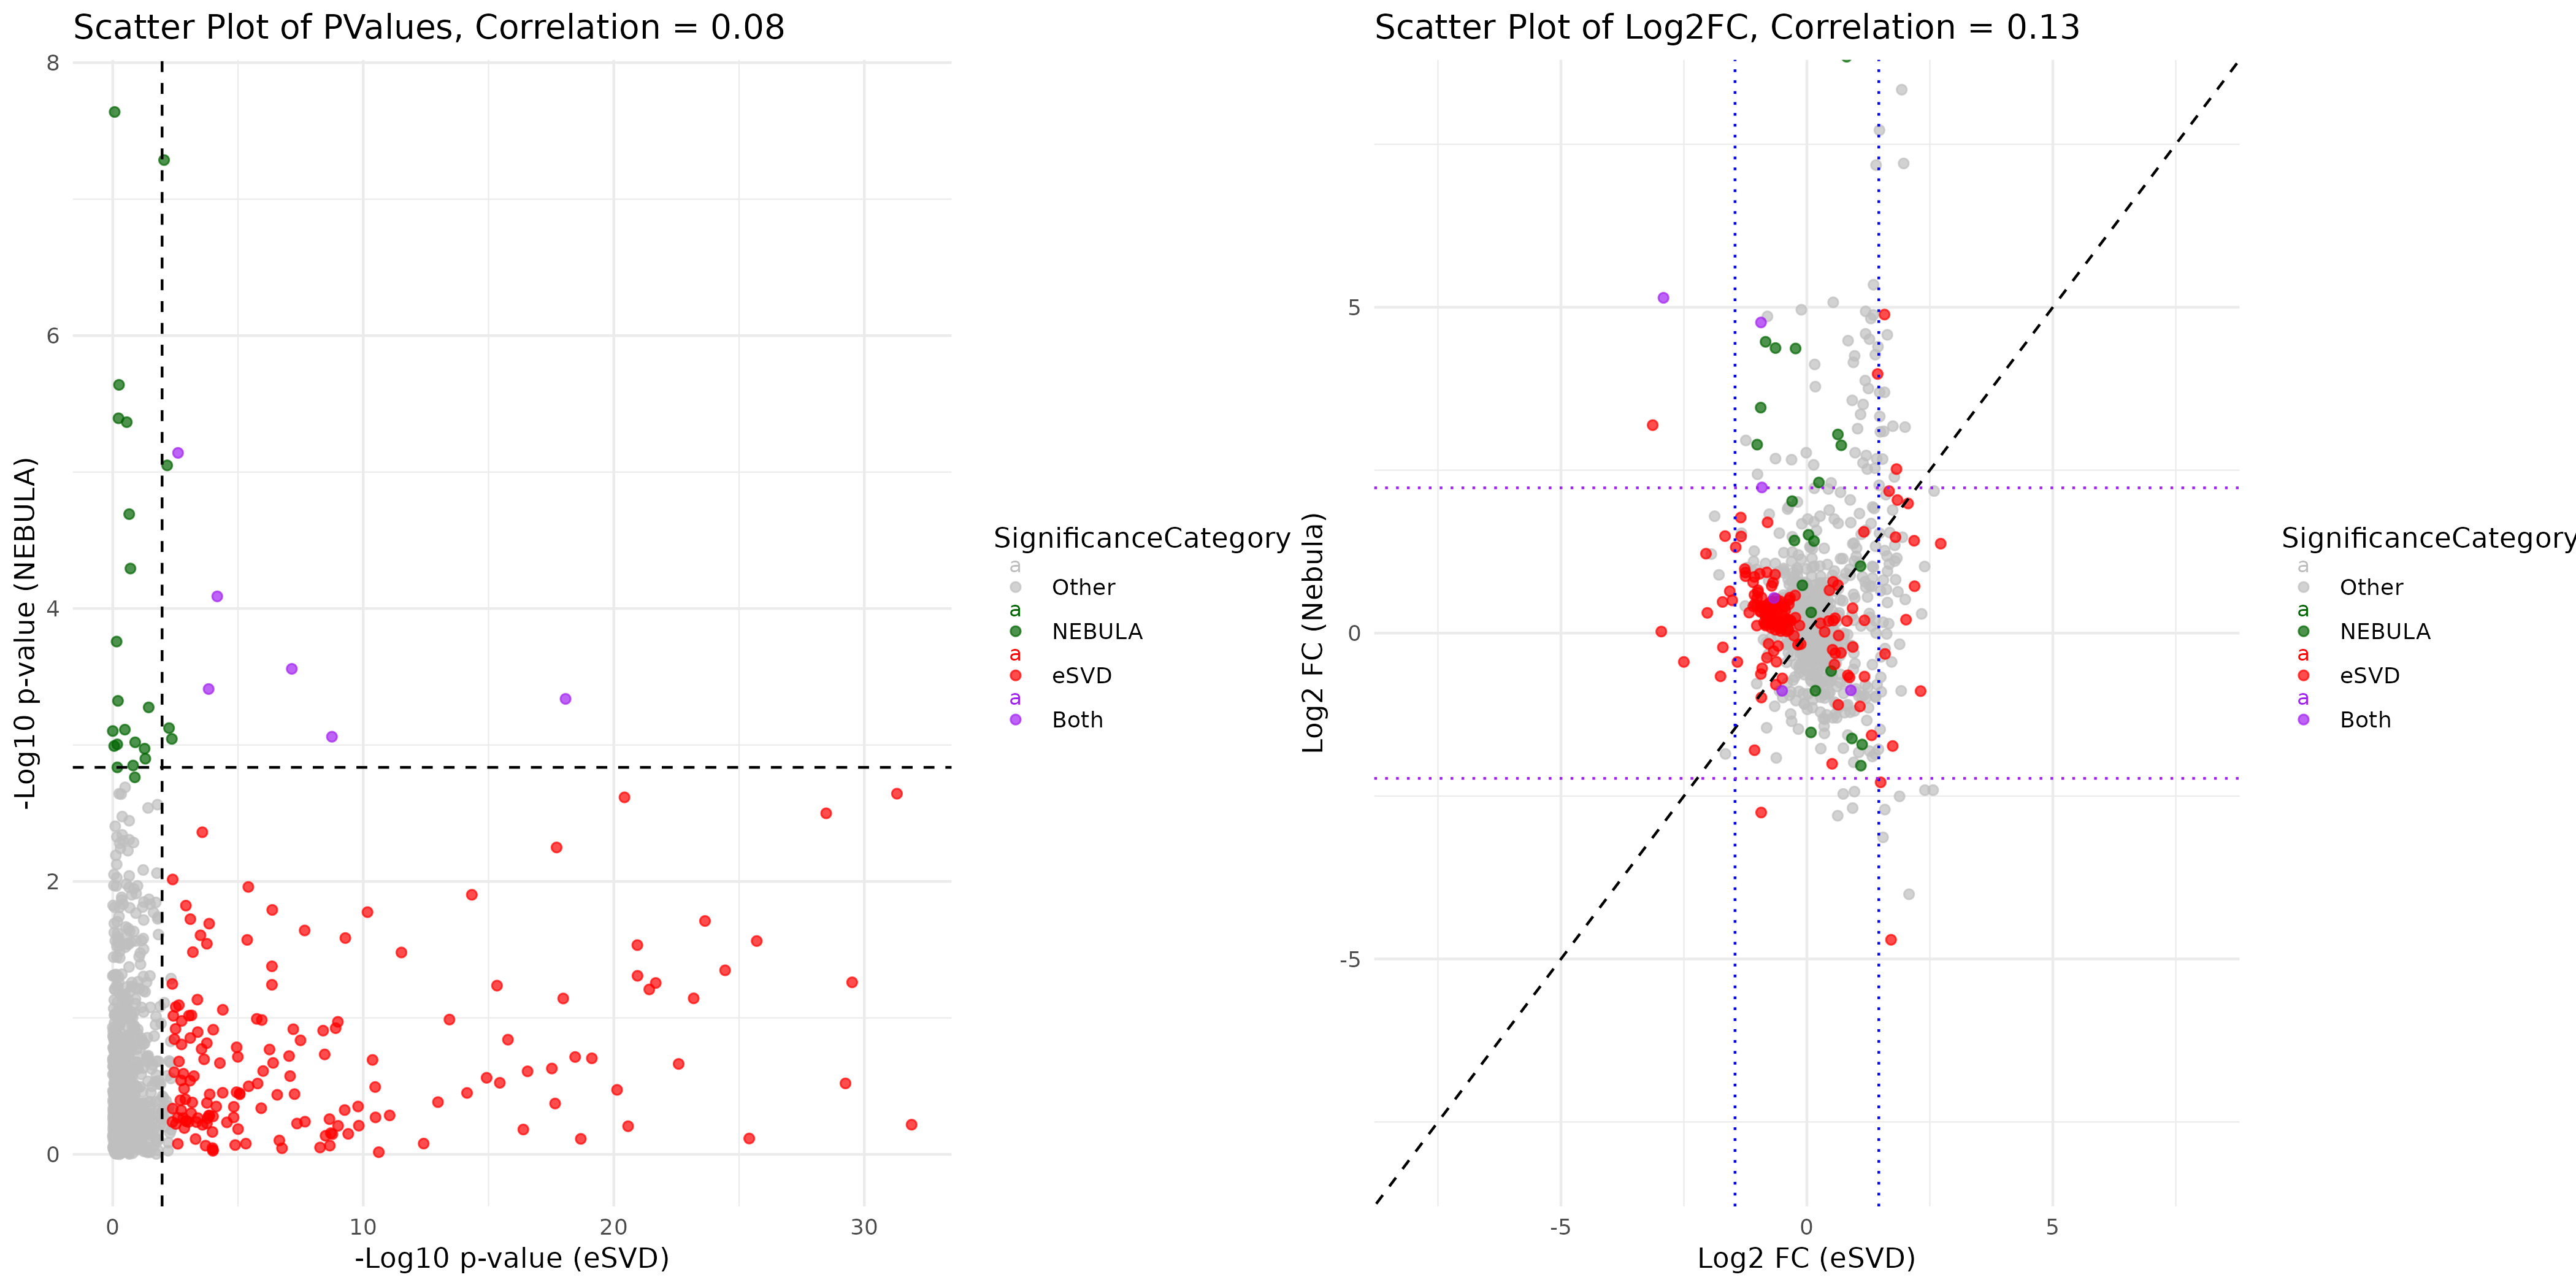 Scatter Plot of PValues, Correlation = 0.08
8
6
4
2
0
0
10
20
30
-Log10 p-value (NEBULA)
-Log10 p-value (eSVD)
SignificanceCategory
a
Other
a
NEBULA
a
eSVD
a
Both
Scatter Plot of Log2FC, Correlation = 0.13
5
0
-5
-5
0
5
Log2 FC (Nebula)
Log2 FC (eSVD)
SignificanceCategory
a
Other
a
NEBULA
a
eSVD
a
Both